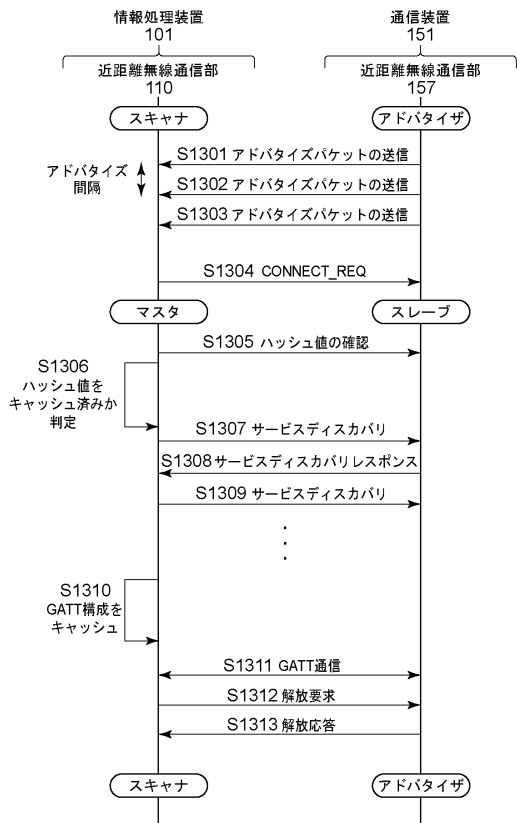 情報処理装置
101
通信装置
151
近距離無線通信部
110
近距離無線通信部
157
スキャナ
アドバタイザ
S1301 アドバタイズパケットの送信
アドバタイズ
間隔
S1302 アドバタイズパケットの送信
S1303 アドバタイズパケットの送信
S1304 CONNECT_REQ
マスタ
スレーブ
S1305 ハッシュ値の確認
S1306
ハッシュ値を
キャッシュ済みか
判定
S1307 サービスディスカバリ
S1308サービスディスカバリレスポンス
S1309 サービスディスカバリ
S1310
GATT構成を
キャッシュ
S1311 GATT通信
S1312 解放要求
S1313 解放応答
スキャナ
アドバタイザ